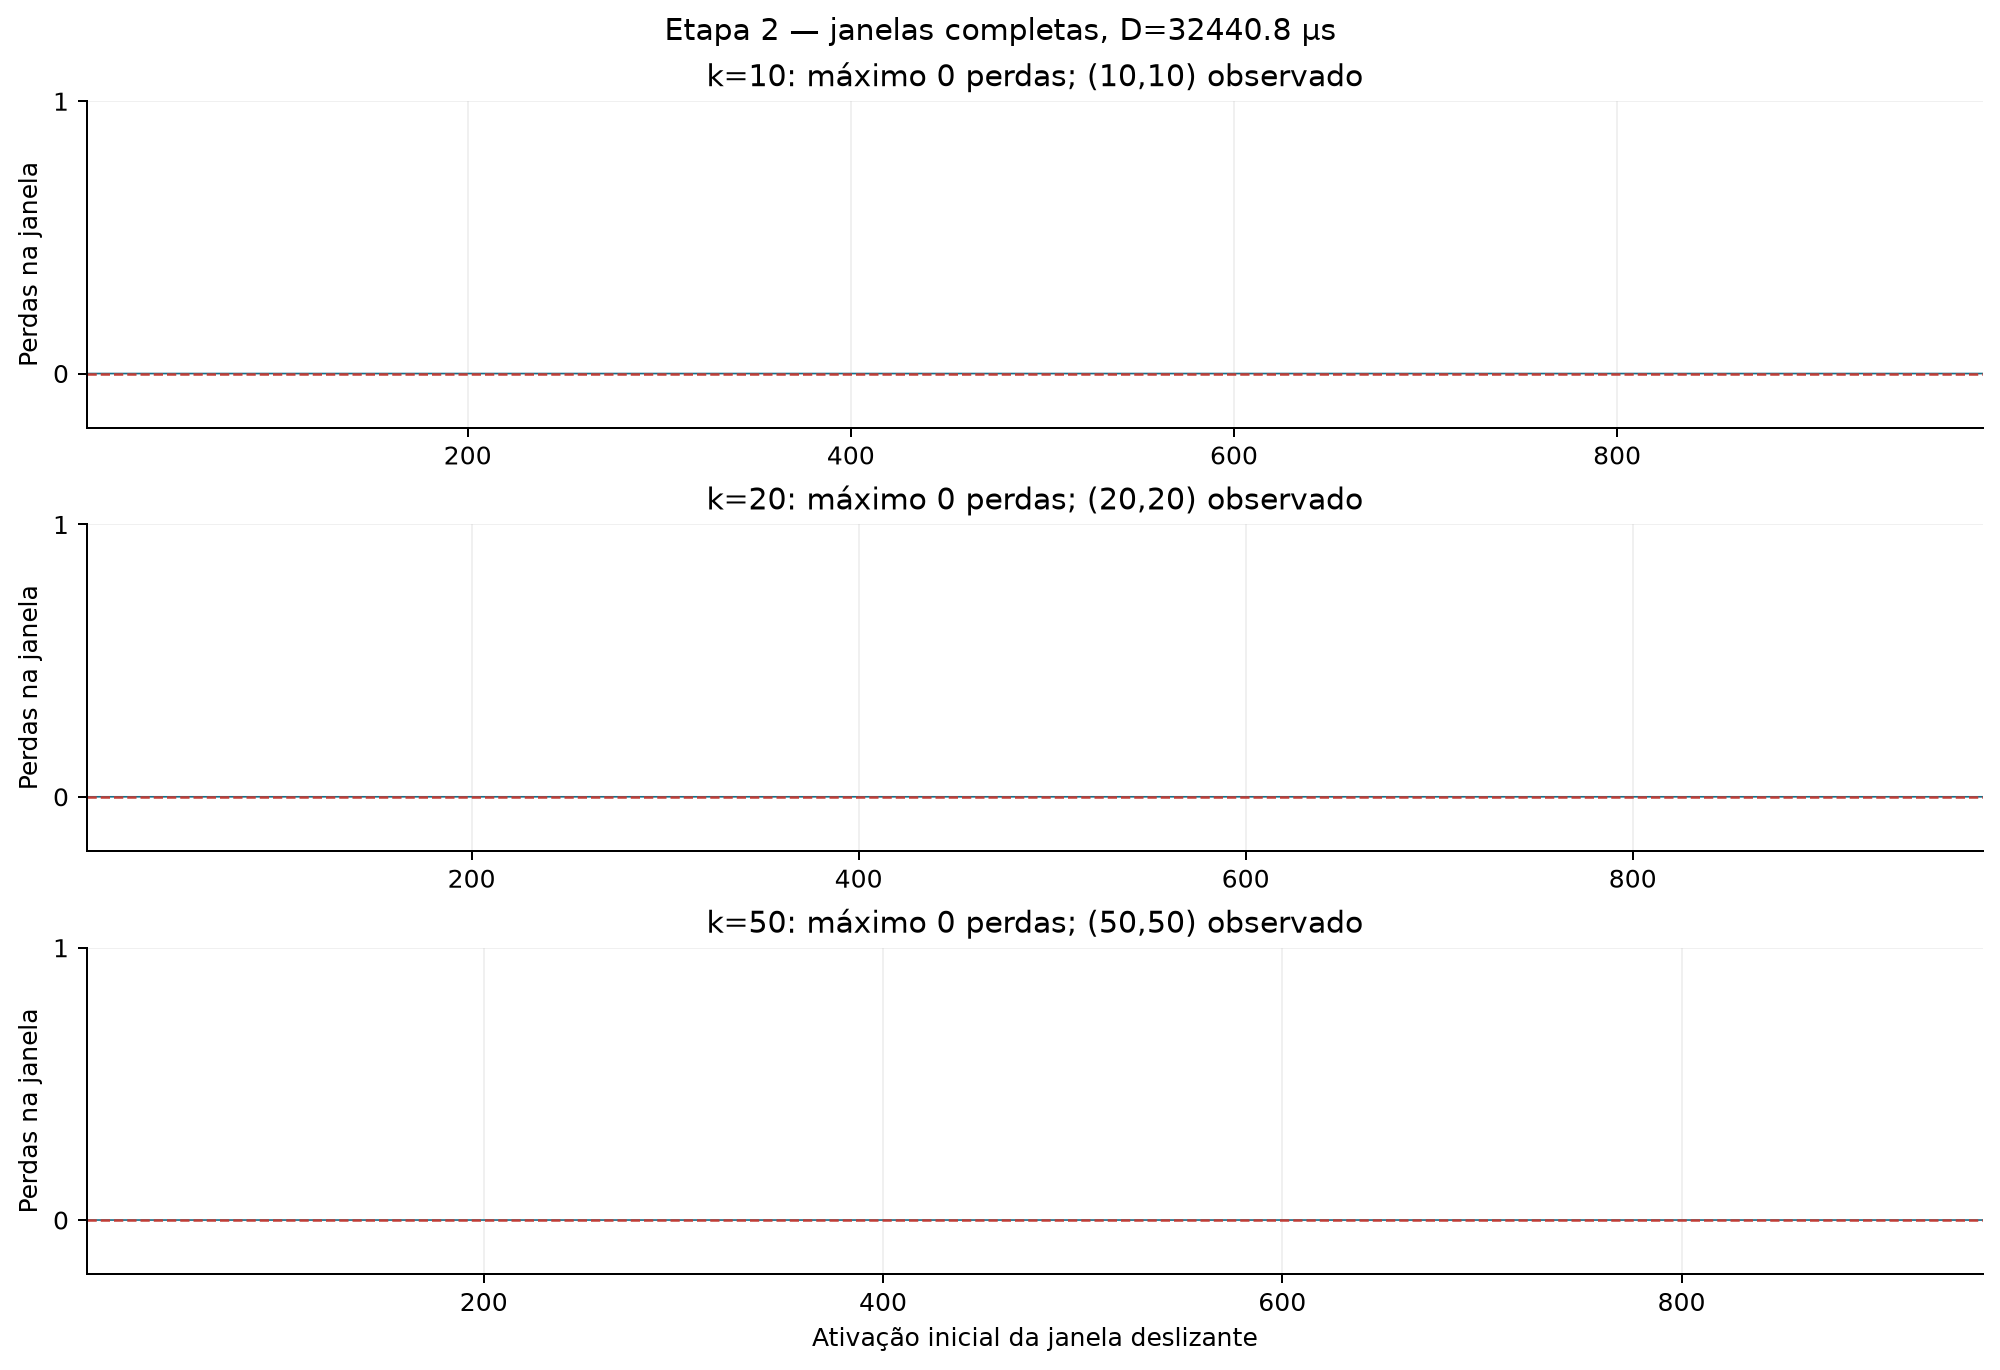 Etapa 2 — janelas completas, D=32440.8 µs
k=10: máximo 0 perdas; (10,10) observado
1
Perdas na janela
0
200 400 600 800
k=20: máximo 0 perdas; (20,20) observado
1
Perdas na janela
0
200 400 600 800
k=50: máximo 0 perdas; (50,50) observado
1
Perdas na janela
0
200 400 600 800
Ativação inicial da janela deslizante